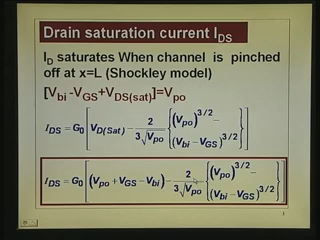 Drain saturation current I_DS
I_D saturates When channel is pinched
off at x=L (Shockley model)
[V_bi -V_GS+V_DS(sat)]=V_po
I_DS = G_0 [ V_D(Sat) − 2/(3√V_po) { (V_po)^3/2 − (V_bi − V_GS)^3/2 } ]
I_DS = G_0 [ (V_po + V_GS − V_bi) − 2/(3√V_po) { (V_po)^3/2 − (V_bi − V_GS)^3/2 } ]